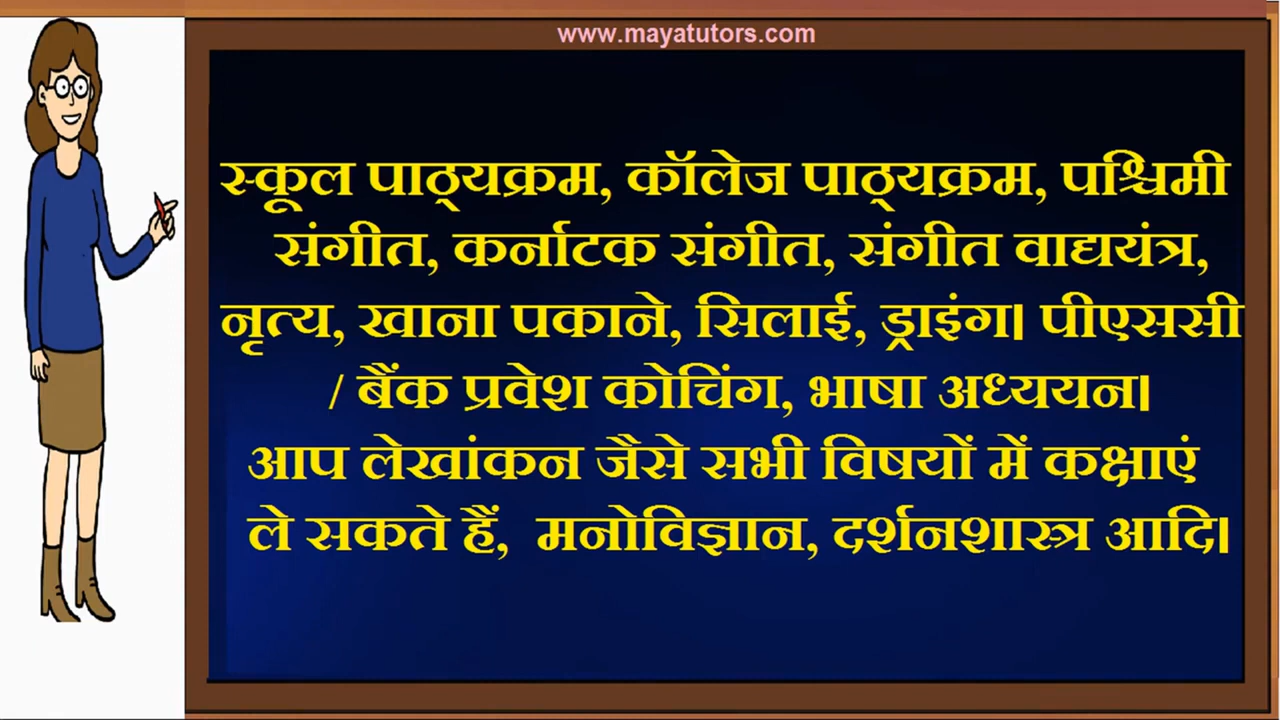 www.mayatutors.com
स्कूल पाठ्यक्रम, कॉलेज पाठ्यक्रम, पश्चिमी
संगीत, कर्नाटक संगीत, संगीत वाद्ययंत्र,
नृत्य, खाना पकाने, सिलाई, ड्राइंग। पीएससी
/ बैंक प्रवेश कोचिंग, भाषा अध्ययन।
आप लेखांकन जैसे सभी विषयों में कक्षाएं
ले सकते हैं, मनोविज्ञान, दर्शनशास्त्र आदि।